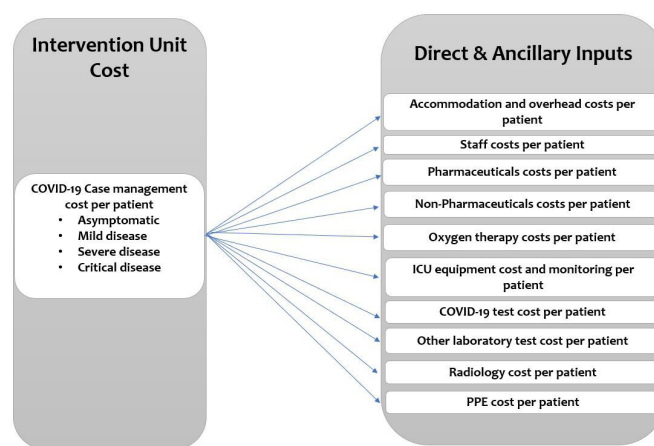 Intervention Unit
Cost
COVID-19 Case management
cost per patient
• Asymptomatic
• Mild disease
• Severe disease
• Critical disease
Direct & Ancillary Inputs
Accommodation and overhead costs per
patient
Staff costs per patient
Pharmaceuticals costs per patient
Non-Pharmaceuticals costs per patient
Oxygen therapy costs per patient
ICU equipment cost and monitoring per
patient
COVID-19 test cost per patient
Other laboratory test cost per patient
Radiology cost per patient
PPE cost per patient